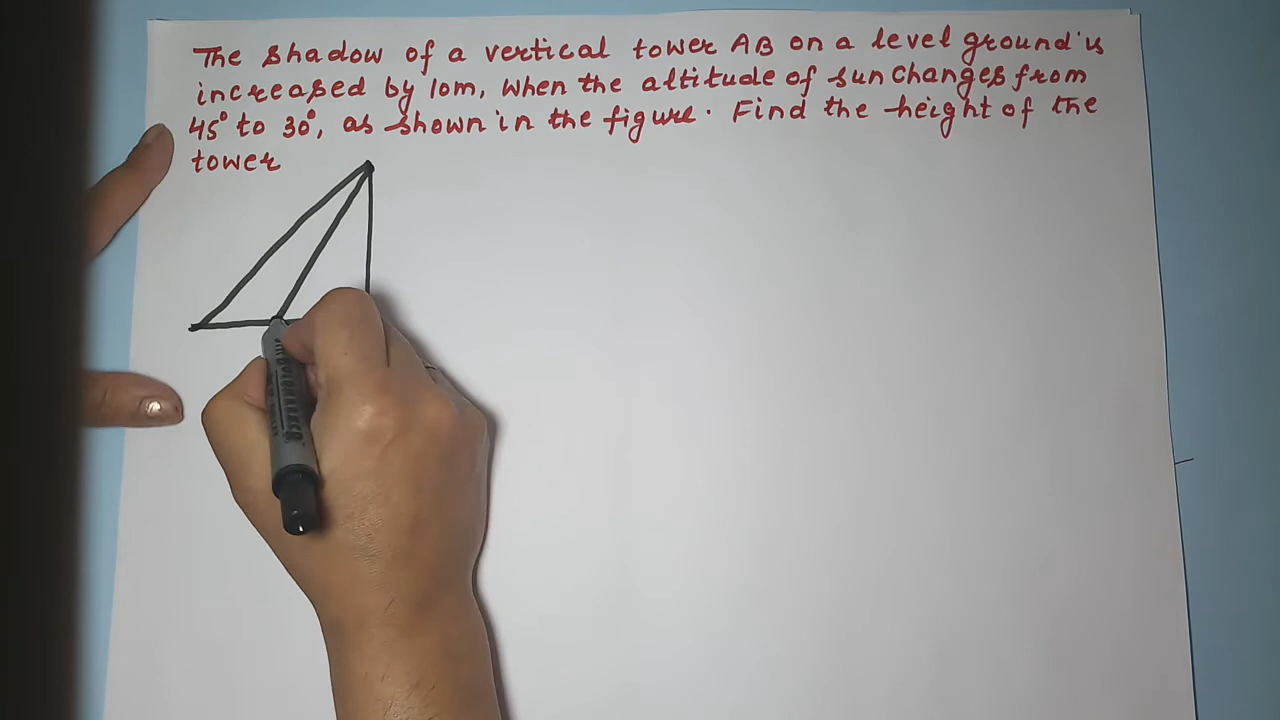 The shadow of a vertical tower AB on a level ground is
increased by 10m, when the altitude of sun changes from
45° to 30°, as shown in the figure. Find the height of the
tower